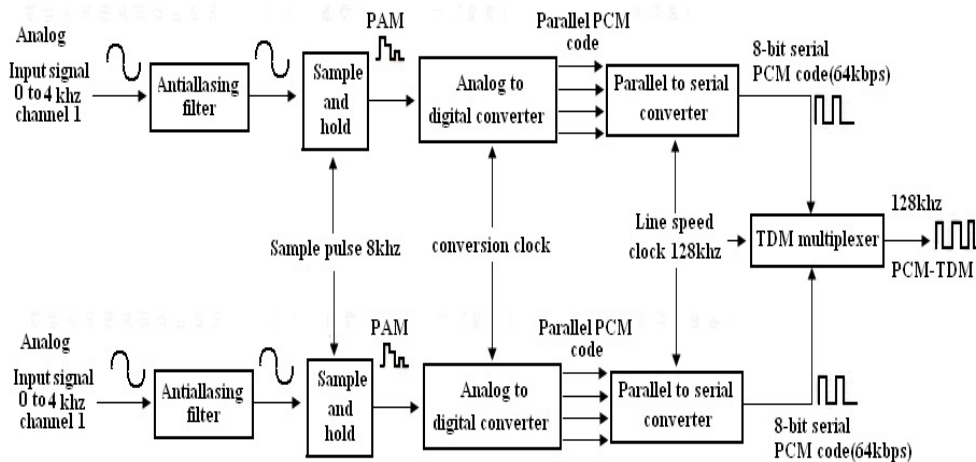 Analog
Input signal
0 to 4 khz
channel 1
Antiallasing
filter
Sample
and
hold
PAM
Analog to
digital converter
Parallel PCM
code
Parallel to serial
converter
8-bit serial
PCM code(64kbps)
Sample pulse 8khz
conversion clock
Line speed
clock 128khz
TDM multiplexer
128khz
PCM-TDM
Analog
Input signal
0 to 4 khz
channel 1
Antiallasing
filter
Sample
and
hold
PAM
Analog to
digital converter
Parallel PCM
code
Parallel to serial
converter
8-bit serial
PCM code(64kbps)